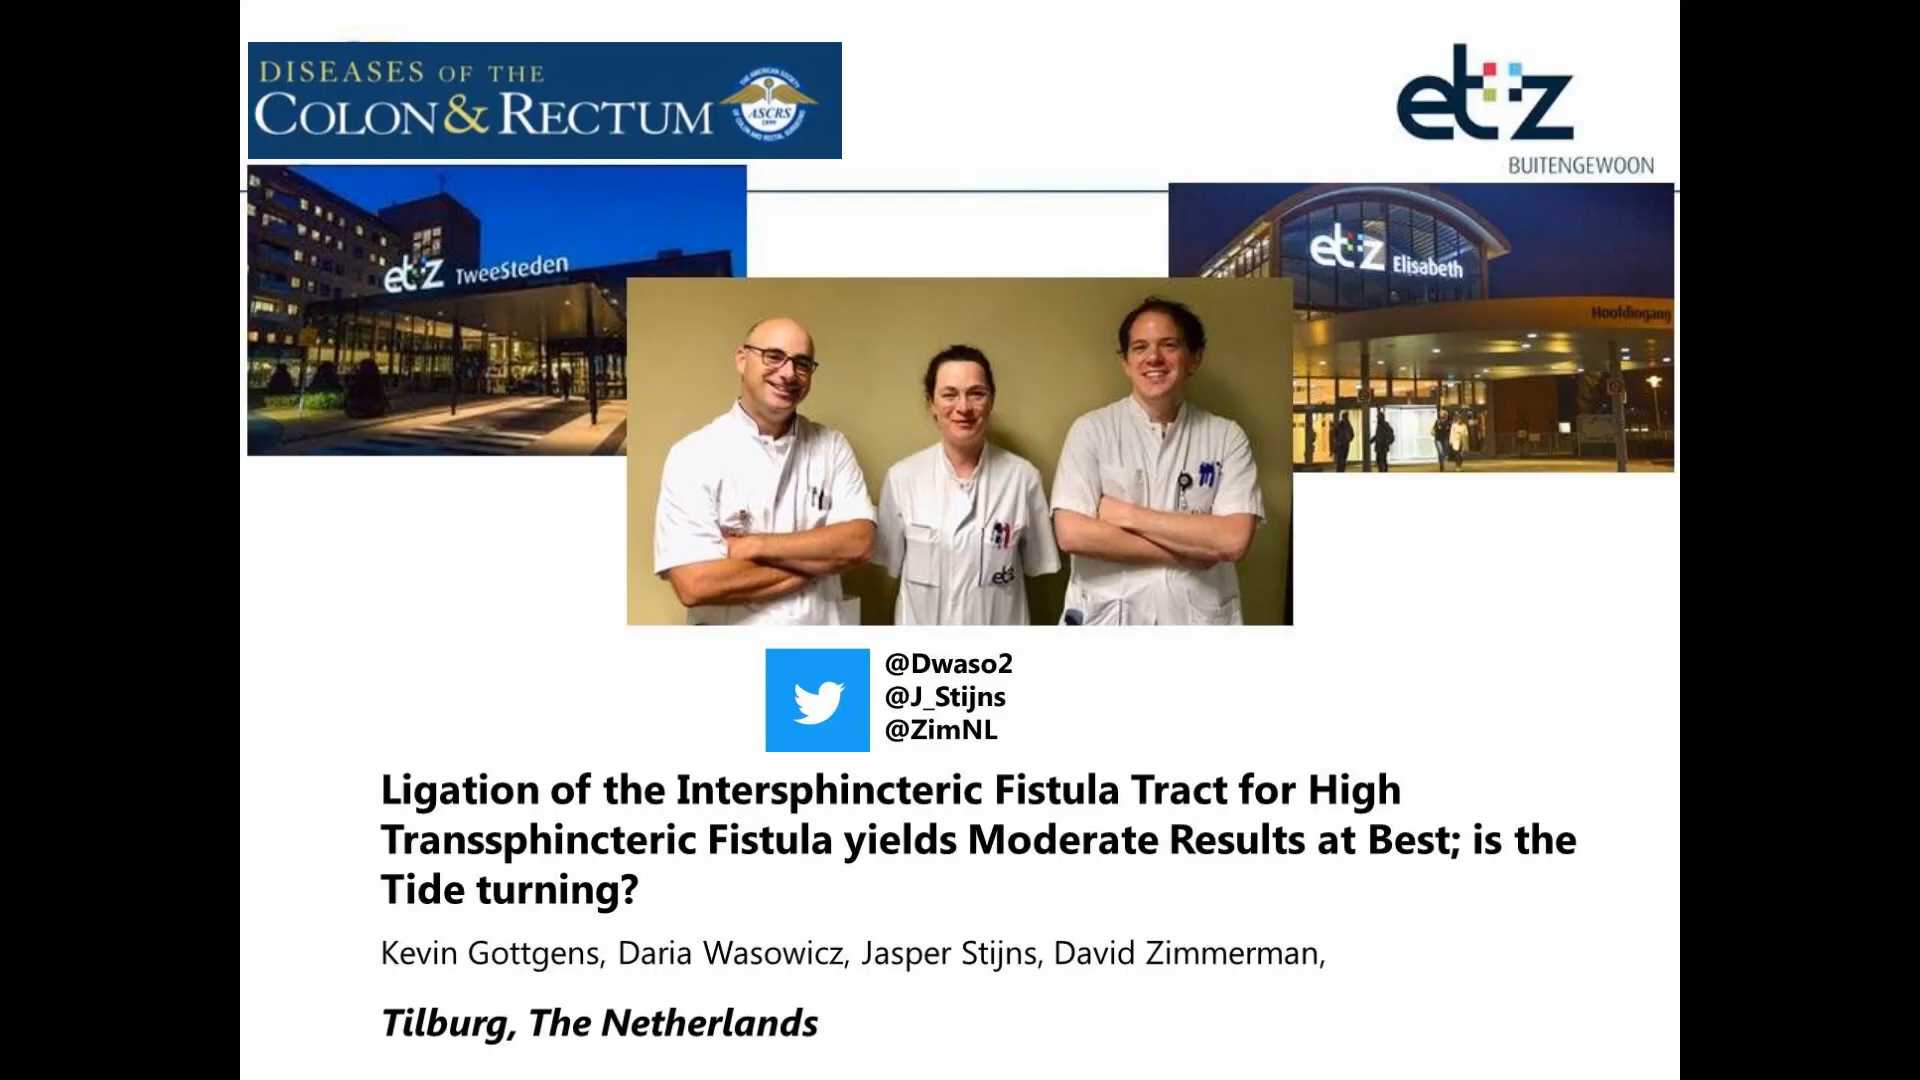 DISEASES OF THE
COLON & RECTUM
ASCRS
etz
BUITENGEWOON
etz TweeSteden
etz Elisabeth
Hoofdingang
etz
@Dwaso2
@J_Stijns
@ZimNL
Ligation of the Intersphincteric Fistula Tract for High
Transsphincteric Fistula yields Moderate Results at Best; is the
Tide turning?
Kevin Gottgens, Daria Wasowicz, Jasper Stijns, David Zimmerman,
Tilburg, The Netherlands